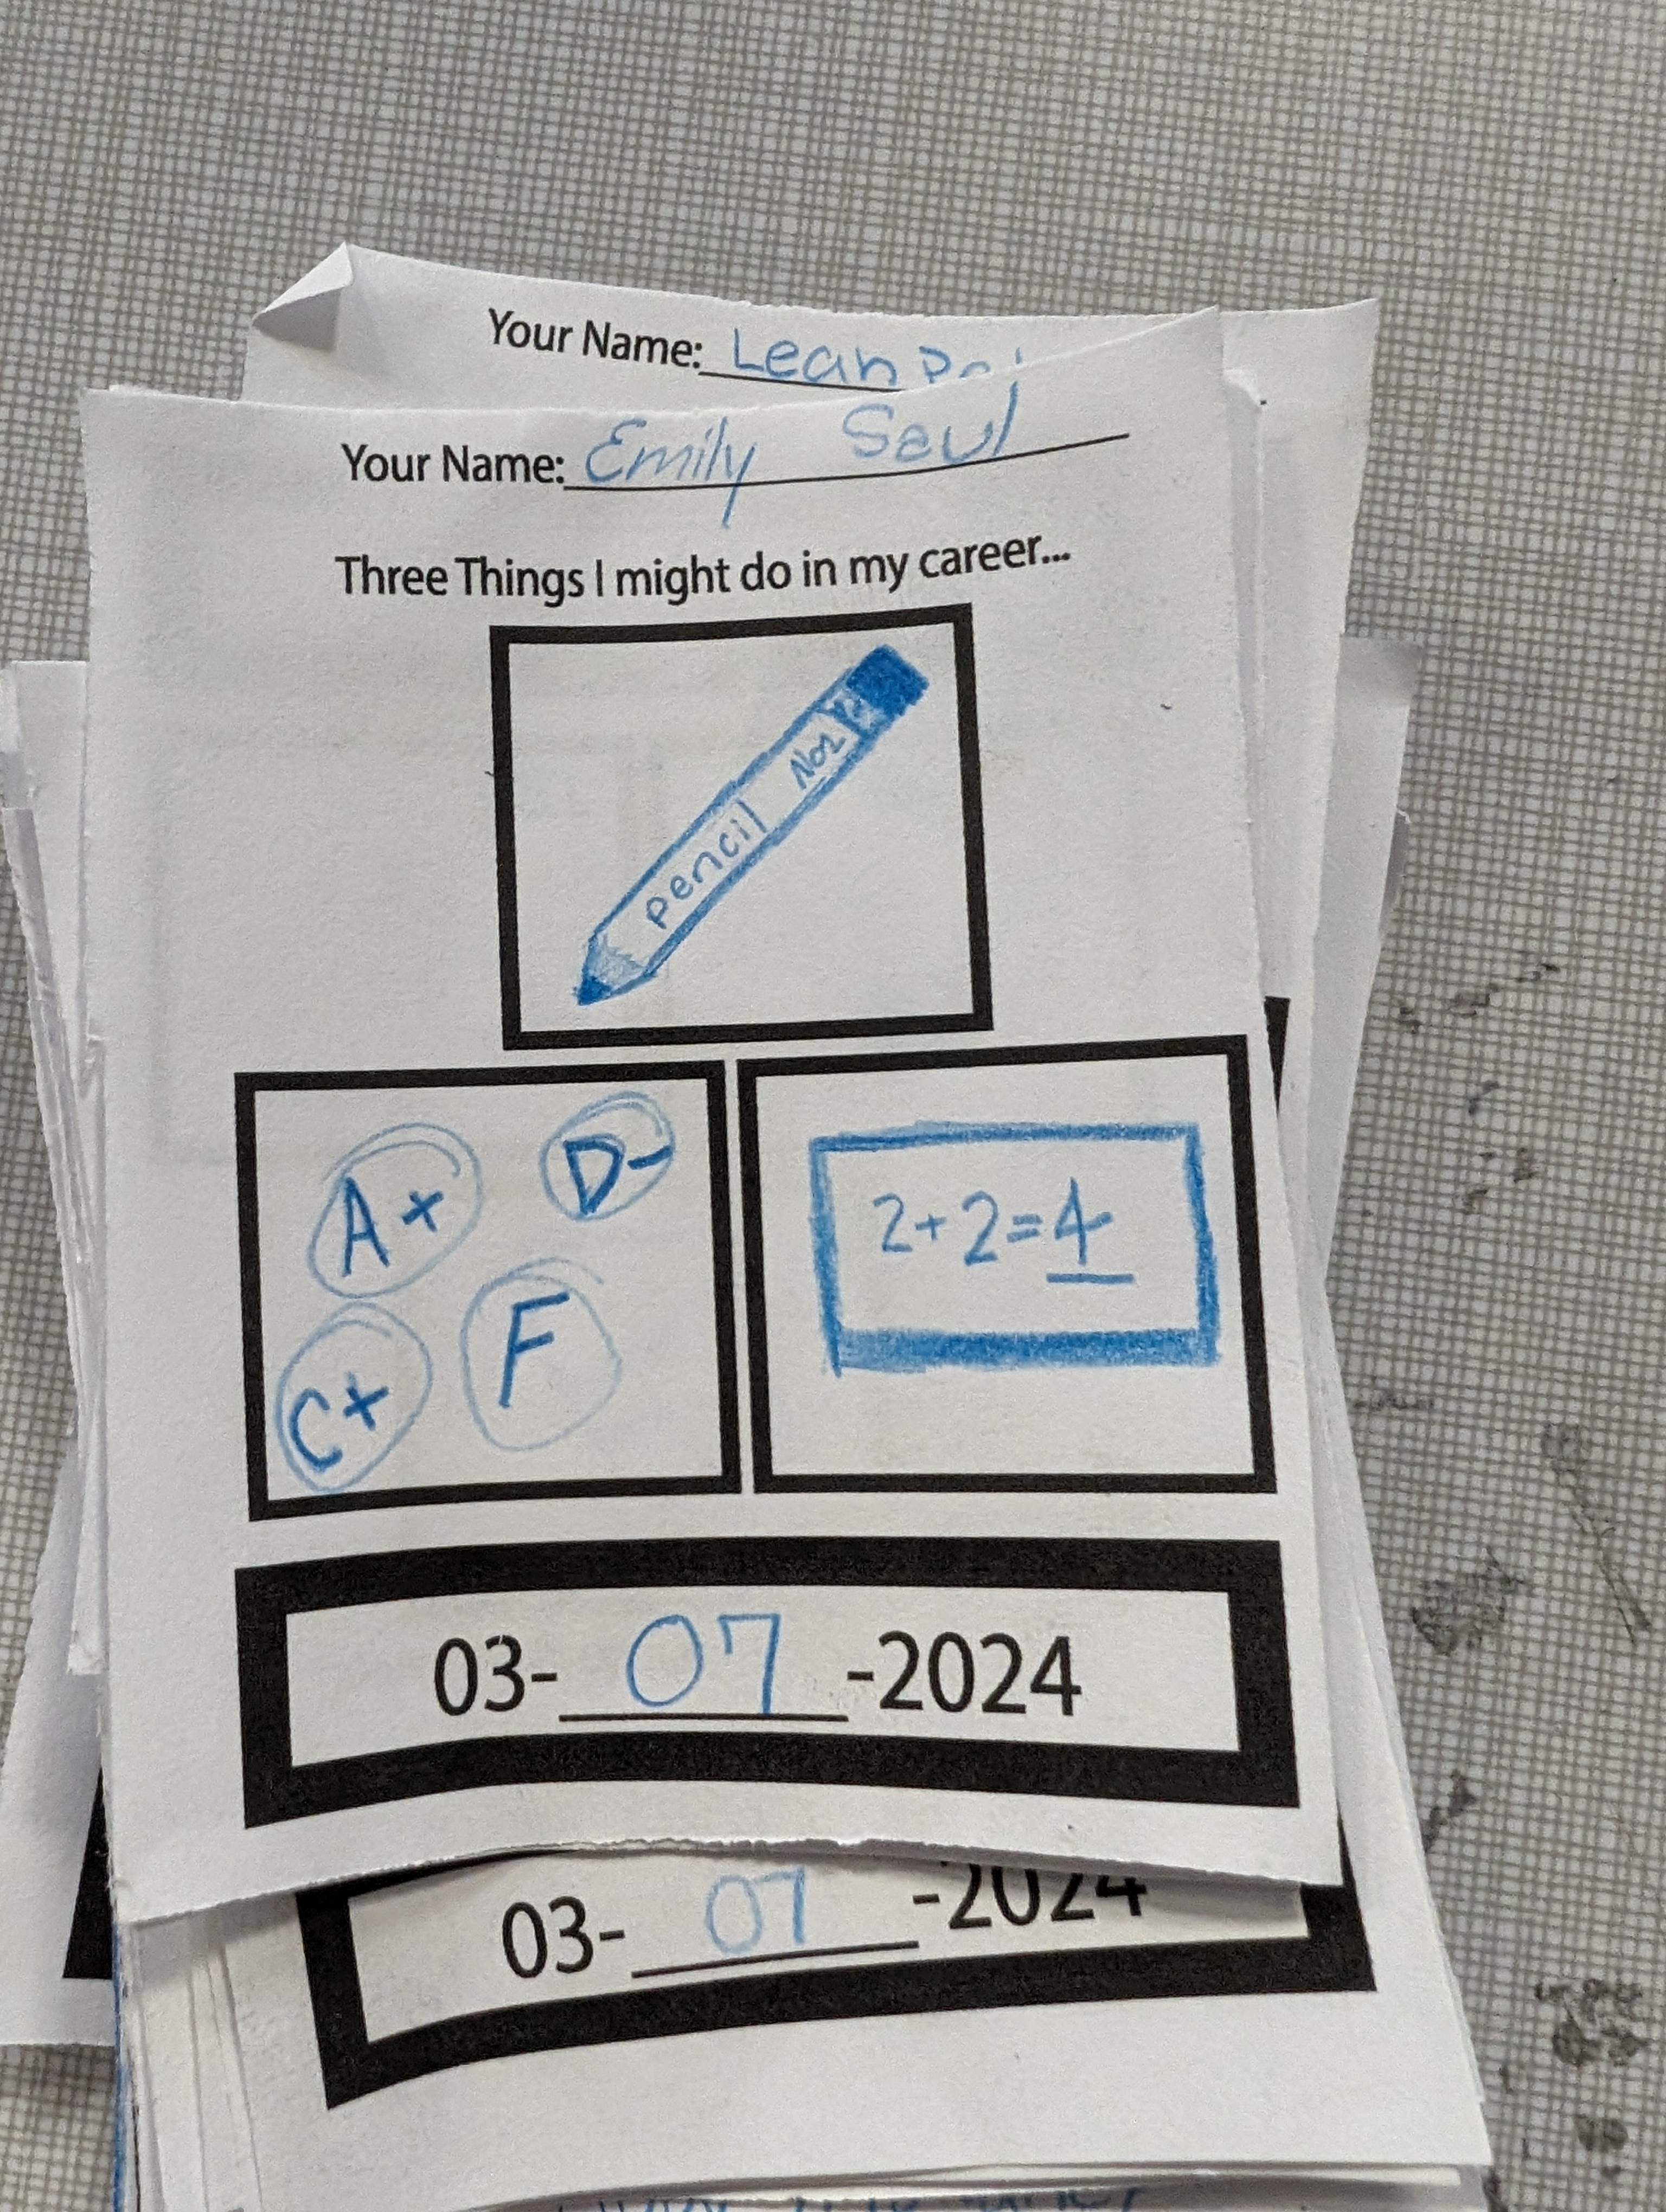 Your Name: Lean
Your Name: Emily Saul
Three Things I might do in my career...
Pencil No2
A+ D-
C+ F
2+2=4
03- 07 -2024
03- 07 -2024